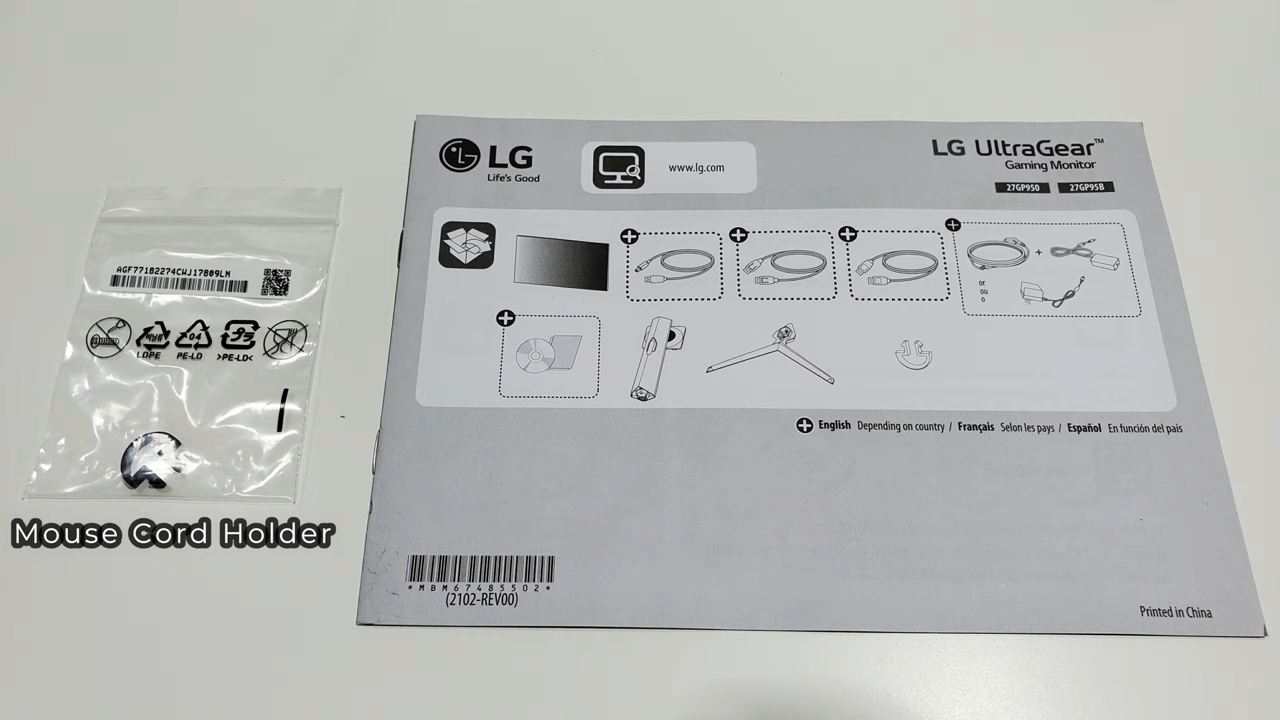 AGF77182274CWJ17B09LN
LDPE
04
PE-LD
>PE-LD<
Mouse Cord Holder
LG
Life's Good
www.lg.com
LG UltraGear™
Gaming Monitor
27GP950 27GP95B
or
ou
o
English Depending on country / Français Selon les pays / Español En función del país
*MBM67485502*
(2102-REV00)
Printed in China